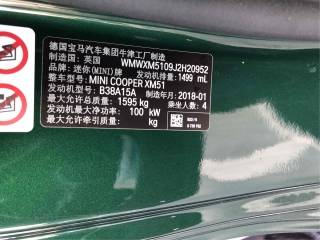 德国宝马汽车集团牛津工厂制造
制造国：英国 WMWXM5109J2H20952
品牌：迷你(MINI)牌 发动机排量：1499 mL
整车型号：MINI COOPER XM51
发动机型号：B38A15A 制造年月：2018-01
最大允许总质量：1595 kg 乘坐人数：4
发动机最大净功率：100 kW
最大允许牵引质量： kg